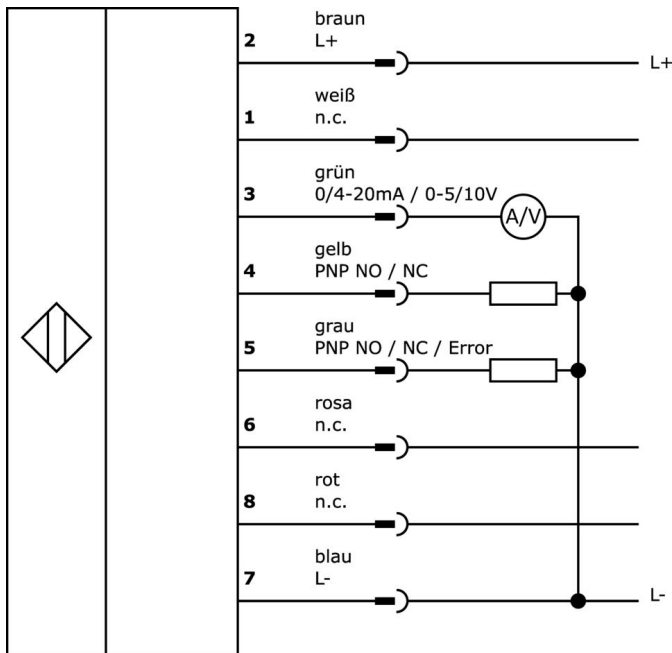 braun
2 L+ L+
weiß
1 n.c.
grün
3 0/4-20mA / 0-5/10V A/V
gelb
4 PNP NO / NC
grau
5 PNP NO / NC / Error
rosa
6 n.c.
rot
8 n.c.
blau
7 L- L-